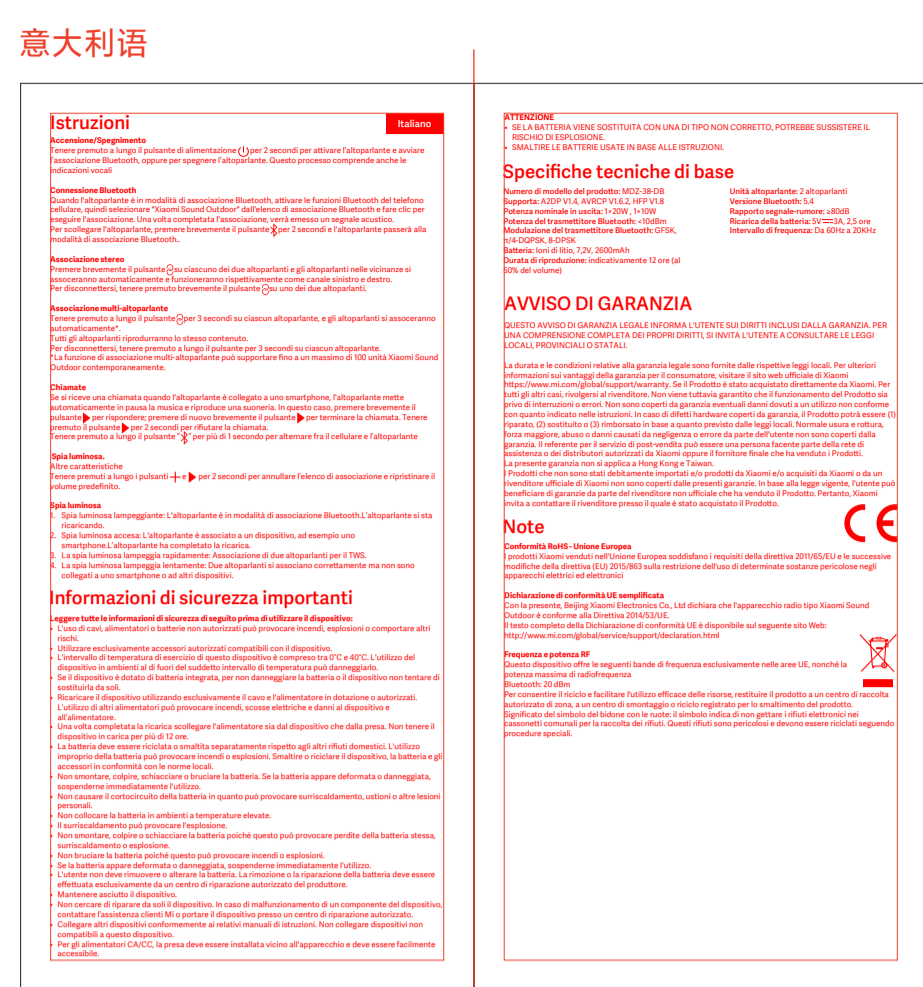 意大利语
Istruzioni
Italiano
Accensione/Spegnimento
Tenere premuto a lungo il pulsante di alimentazione per 2 secondi per attivare l'altoparlante e avviare
l'associazione Bluetooth, oppure per spegnere l'altoparlante. Questo processo comprende anche le
indicazioni vocali
Connessione Bluetooth
Quando l'altoparlante è in modalità di associazione Bluetooth, attivare le funzioni Bluetooth del telefono
cellulare, quindi selezionare "Xiaomi Sound Outdoor" dall'elenco di associazione Bluetooth e fare clic per
eseguire l'associazione. Una volta completata l'associazione, verrà emesso un segnale acustico.
Per scollegare l'altoparlante, premere brevemente il pulsante per 2 secondi e l'altoparlante passerà alla
modalità di associazione Bluetooth..
Associazione stereo
Premere brevemente il pulsante su ciascuno dei due altoparlanti e gli altoparlanti nelle vicinanze si
assoceranno automaticamente e funzioneranno rispettivamente come canale sinistro e destro.
Per disconnettersi, tenere premuto brevemente il pulsante su uno dei due altoparlanti.
Associazione multi-altoparlante
Tenere premuto a lungo il pulsante per 3 secondi su ciascun altoparlante, e gli altoparlanti si assoceranno
automaticamente*.
Tutti gli altoparlanti riprodurranno lo stesso contenuto.
Per disconnettersi, tenere premuto il pulsante per 3 secondi su ciascun altoparlante.
*La funzione di associazione multi-altoparlante può supportare fino a un massimo di 100 unità Xiaomi Sound
Outdoor contemporaneamente.
Chiamate
Se si riceve una chiamata quando l'altoparlante è collegato a uno smartphone, l'altoparlante mette
automaticamente in pausa la musica e riproduce una suoneria. In questo caso, premere brevemente il
pulsante per rispondere; premere di nuovo brevemente il pulsante per terminare la chiamata. Tenere
premuto il pulsante per 2 secondi per rifiutare la chiamata.
Tenere premuto a lungo il pulsante "" per più di 1 secondo per alternare fra il cellulare e l'altoparlante
Spia luminosa.
Altre caratteristiche
Tenere premuti a lungo i pulsanti + e per 2 secondi per annullare l'elenco di associazione e ripristinare il
volume predefinito.
Spia luminosa
1. Spia luminosa lampeggiante: L'altoparlante è in modalità di associazione Bluetooth.L'altoparlante si sta
ricaricando.
2. Spia luminosa accesa: L'altoparlante è associato a un dispositivo, ad esempio uno
smartphone.L'altoparlante ha completato la ricarica.
3. La spia luminosa lampeggia rapidamente: Associazione di due altoparlanti per il TWS.
4. La spia luminosa lampeggia lentamente: Due altoparlanti si associano correttamente ma non sono
collegati a uno smartphone o ad altri dispositivi.
Informazioni di sicurezza importanti
Leggere tutte le informazioni di sicurezza di seguito prima di utilizzare il dispositivo:
• L'uso di cavi, alimentatori o batterie non autorizzati può provocare incendi, esplosioni o comportare altri
rischi.
• Utilizzare esclusivamente accessori autorizzati compatibili con il dispositivo.
• L'intervallo di temperatura di esercizio di questo dispositivo è compreso tra 0°C e 40°C. L'utilizzo del
dispositivo in ambienti al di fuori del suddetto intervallo di temperatura può danneggiarlo.
• Se il dispositivo è dotato di batteria integrata, per non danneggiare la batteria o il dispositivo non tentare di
sostituirla da soli.
Ricaricare il dispositivo utilizzando esclusivamente il cavo e l'alimentatore in dotazione o autorizzati.
L'utilizzo di altri alimentatori può provocare incendi, scosse elettriche e danni al dispositivo e
all'alimentatore.
Una volta completata la ricarica scollegare l'alimentatore sia dal dispositivo che dalla presa. Non tenere il
dispositivo in carica per più di 12 ore.
• La batteria deve essere riciclata o smaltita separatamente rispetto agli altri rifiuti domestici. L'utilizzo
improprio della batteria può provocare incendi o esplosioni. Smaltire o riciclare il dispositivo, la batteria e gli
accessori in conformità con le norme locali.
• Non smontare, colpire, schiacciare o bruciare la batteria. Se la batteria appare deformata o danneggiata,
sospenderne immediatamente l'utilizzo.
• Non causare il cortocircuito della batteria in quanto può provocare surriscaldamento, ustioni o altre lesioni
personali.
• Non collocare la batteria in ambienti a temperature elevate.
• Il surriscaldamento può provocare l'esplosione.
• Non smontare, colpire o schiacciare la batteria poiché questo può provocare perdite della batteria stessa,
surriscaldamento o esplosione.
• Non bruciare la batteria poiché questo può provocare incendi o esplosioni.
• Se la batteria appare deformata o danneggiata, sospenderne immediatamente l'utilizzo.
• L'utente non deve rimuovere o alterare la batteria. La rimozione o la riparazione della batteria deve essere
effettuata esclusivamente da un centro di riparazione autorizzato del produttore.
• Mantenere asciutto il dispositivo.
• Non cercare di riparare da soli il dispositivo. In caso di malfunzionamento di un componente del dispositivo,
contattare l'assistenza clienti Mi o portare il dispositivo presso un centro di riparazione autorizzato.
• Collegare altri dispositivi conformemente ai relativi manuali di istruzioni. Non collegare dispositivi non
compatibili a questo dispositivo.
• Per gli alimentatori CA/CC, la presa deve essere installata vicino all'apparecchio e deve essere facilmente
accessibile.
ATTENZIONE
• SE LA BATTERIA VIENE SOSTITUITA CON UNA DI TIPO NON CORRETTO, POTREBBE SUSSISTERE IL
RISCHIO DI ESPLOSIONE.
• SMALTIRE LE BATTERIE USATE IN BASE ALLE ISTRUZIONI.
Specifiche tecniche di base
Numero di modello del prodotto: MDZ-38-DB
Supporta: A2DP V1.4, AVRCP V1.6.2, HFP V1.8
Potenza nominale in uscita: 1×20W , 1×10W
Potenza del trasmettitore Bluetooth: <10dBm
Modulazione del trasmettitore Bluetooth: GFSK,
π/4-DQPSK, 8-DPSK
Batteria: Ioni di litio, 7,2V, 2600mAh
Durata di riproduzione: indicativamente 12 ore (al
50% del volume)
Unità altoparlante: 2 altoparlanti
Versione Bluetooth: 5.4
Rapporto segnale-rumore: ≥80dB
Ricarica della batteria: 5V⎓3A, 2,5 ore
Intervallo di frequenza: Da 60Hz a 20KHz
AVVISO DI GARANZIA
QUESTO AVVISO DI GARANZIA LEGALE INFORMA L'UTENTE SUI DIRITTI INCLUSI DALLA GARANZIA. PER
UNA COMPRENSIONE COMPLETA DEI PROPRI DIRITTI, SI INVITA L'UTENTE A CONSULTARE LE LEGGI
LOCALI, PROVINCIALI O STATALI.
La durata e le condizioni relative alla garanzia legale sono fornite dalle rispettive leggi locali. Per ulteriori
informazioni sui vantaggi della garanzia per il consumatore, visitare il sito web ufficiale di Xiaomi
https://www.mi.com/global/support/warranty. Se il Prodotto è stato acquistato direttamente da Xiaomi. Per
tutti gli altri casi, rivolgersi al rivenditore. Non viene tuttavia garantito che il funzionamento del Prodotto sia
privo di interruzioni o errori. Non sono coperti da garanzia eventuali danni dovuti a un utilizzo non conforme
con quanto indicato nelle istruzioni. In caso di difetti hardware coperti da garanzia, il Prodotto potrà essere (1)
riparato, (2) sostituito o (3) rimborsato in base a quanto previsto dalle leggi locali. Normale usura e rottura,
forza maggiore, abuso o danni causati da negligenza o errore da parte dell'utente non sono coperti dalla
garanzia. Il referente per il servizio di post-vendita può essere una persona facente parte della rete di
assistenza o dei distributori autorizzati da Xiaomi oppure il fornitore finale che ha venduto i Prodotti.
La presente garanzia non si applica a Hong Kong e Taiwan.
I Prodotti che non sono stati debitamente importati e/o prodotti da Xiaomi e/o acquisiti da Xiaomi o da un
rivenditore ufficiale di Xiaomi non sono coperti dalle presenti garanzie. In base alla legge vigente, l'utente può
beneficiare di garanzie da parte del rivenditore non ufficiale che ha venduto il Prodotto. Pertanto, Xiaomi
invita a contattare il rivenditore presso il quale è stato acquistato il Prodotto.
CE
Note
Conformità RoHS - Unione Europea
I prodotti Xiaomi venduti nell'Unione Europea soddisfano i requisiti della direttiva 2011/65/EU e le successive
modifiche della direttiva (EU) 2015/863 sulla restrizione dell'uso di determinate sostanze pericolose negli
apparecchi elettrici ed elettronici
Dichiarazione di conformità UE semplificata
Con la presente, Beijing Xiaomi Electronics Co., Ltd dichiara che l'apparecchio radio tipo Xiaomi Sound
Outdoor è conforme alla Direttiva 2014/53/UE.
Il testo completo della Dichiarazione di conformità UE è disponibile sul seguente sito Web:
http://www.mi.com/global/service/support/declaration.html
Frequenza e potenza RF
Questo dispositivo offre le seguenti bande di frequenza esclusivamente nelle aree UE, nonché la
potenza massima di radiofrequenza
Bluetooth: 20 dBm
Per consentire il riciclo e facilitare l'utilizzo efficace delle risorse, restituire il prodotto a un centro di raccolta
autorizzato di zona, a un centro di smontaggio o riciclo registrato per lo smaltimento del prodotto.
Significato del simbolo del bidone con le ruote: il simbolo indica di non gettare i rifiuti elettronici nei
cassonetti comunali per la raccolta dei rifiuti. Questi rifiuti sono pericolosi e devono essere riciclati seguendo
procedure speciali.